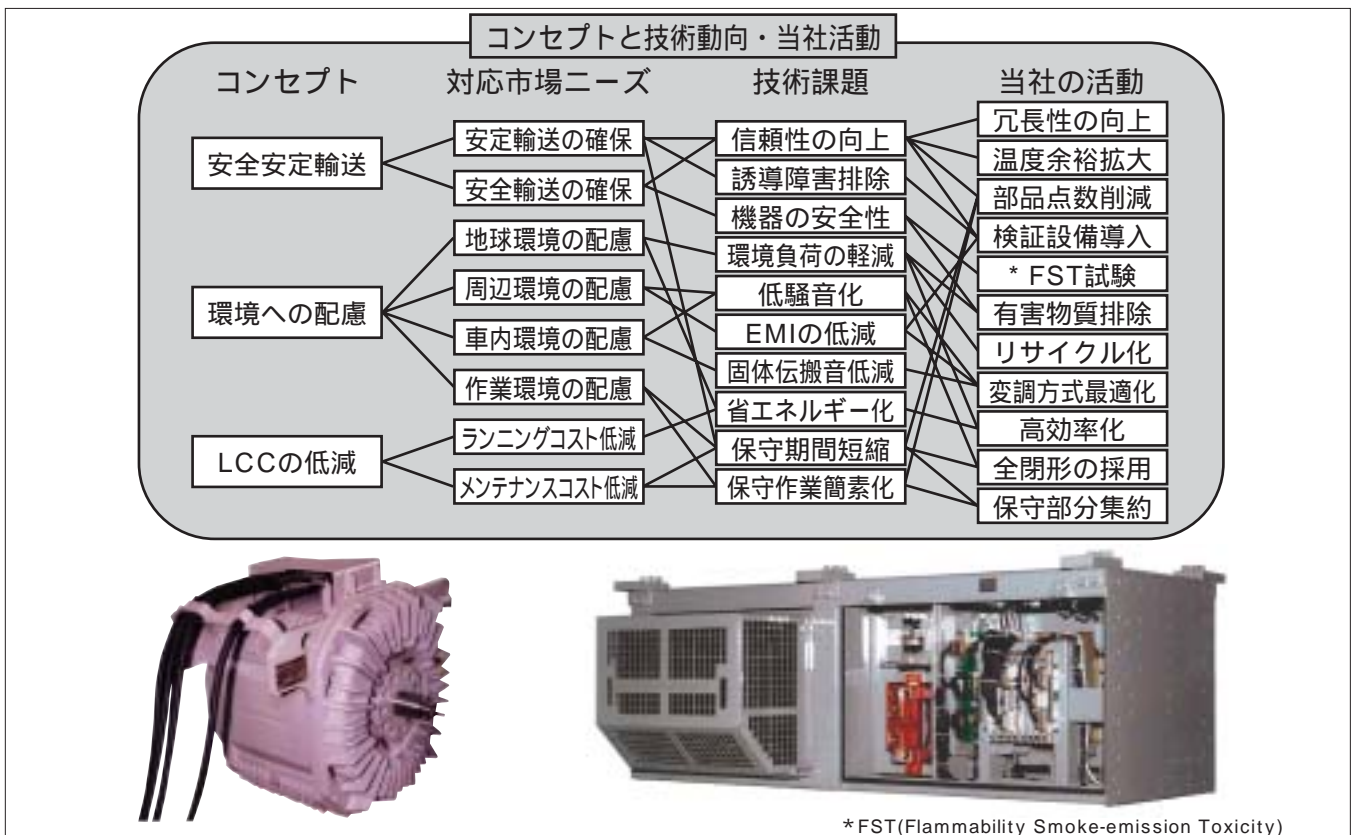 コンセプトと技術動向・当社活動
コンセプト
対応市場ニーズ
技術課題
当社の活動
安全安定輸送
環境への配慮
LCCの低減
安定輸送の確保
安全輸送の確保
地球環境の配慮
周辺環境の配慮
車内環境の配慮
作業環境の配慮
ランニングコスト低減
メンテナンスコスト低減
信頼性の向上
誘導障害排除
機器の安全性
環境負荷の軽減
低騒音化
EMIの低減
固体伝搬音低減
省エネルギー化
保守期間短縮
保守作業簡素化
冗長性の向上
温度余裕拡大
部品点数削減
検証設備導入
* FST試験
有害物質排除
リサイクル化
変調方式最適化
高効率化
全閉形の採用
保守部分集約
*FST(Flammability Smoke-emission Toxicity)